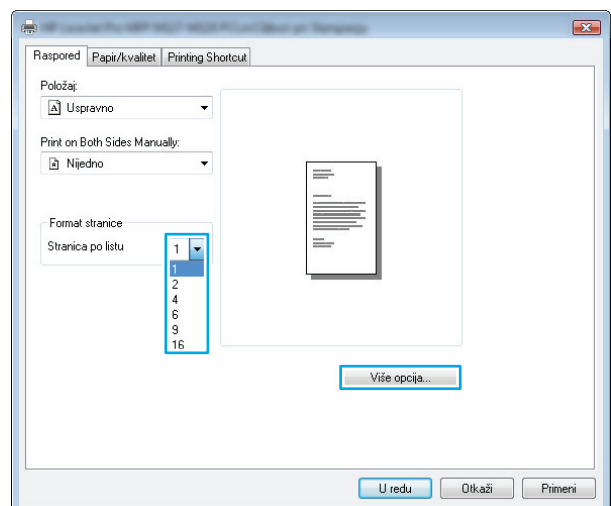 Raspored Papir/kvalitet Printing Shortcut
Položaj:
Uspravno
Print on Both Sides Manually:
Nijedno
Format stranice
Stranica po listu 1
1
2
4
6
9
16
Više opcija...
U redu Otkaži Primeni